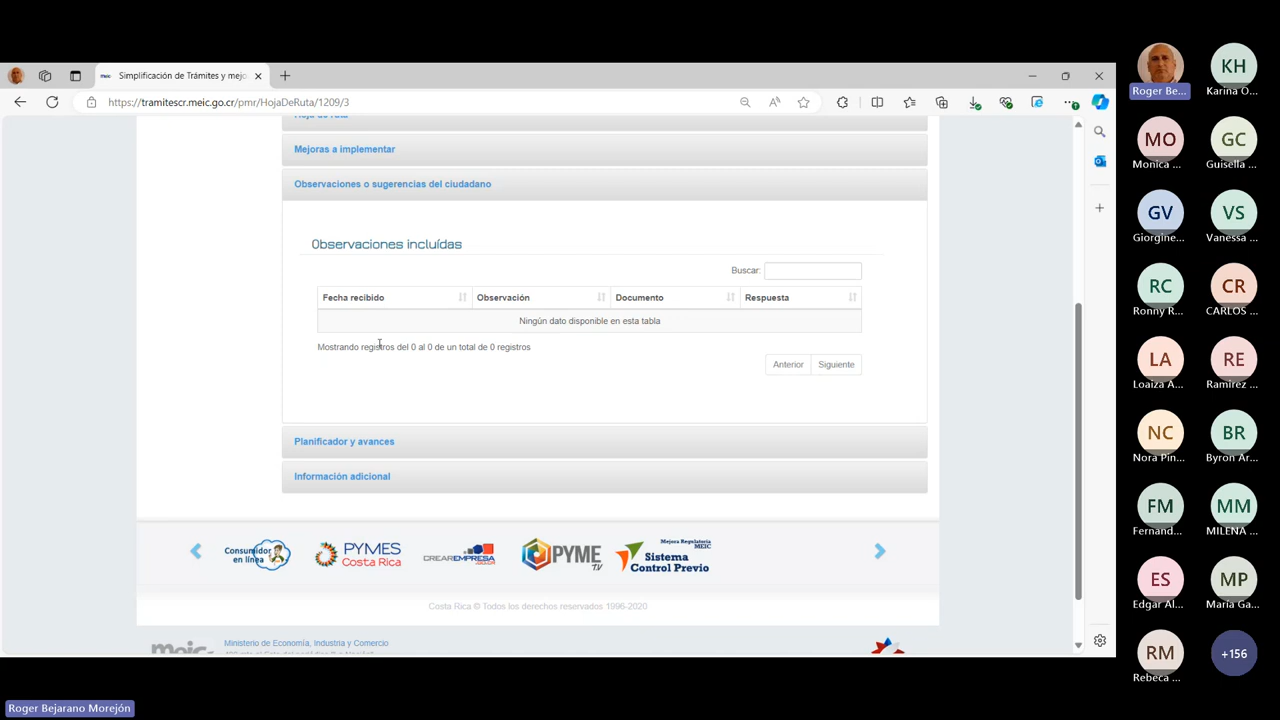 Simplificación de Trámites y mejo
https://tramitescr.meic.go.cr/pmr/HojaDeRuta/1209/3
Hoja de ruta
Mejoras a implementar
Observaciones o sugerencias del ciudadano
Observaciones incluídas
Buscar:
Fecha recibido Observación Documento Respuesta
Ningún dato disponible en esta tabla
Mostrando registros del 0 al 0 de un total de 0 registros
Anterior Siguiente
Planificador y avances
Información adicional
Consumidor en línea
PYMES Costa Rica
CREAREMPRESA
PYME TV
Mejora Regulatoria MEIC
Sistema Control Previo
Costa Rica © Todos los derechos reservados 1996-2020
meic
Ministerio de Economía, Industria y Comercio
Roger Be...
KH
Karina O...
MO
Monica ...
GC
Guisella ...
GV
Giorgine...
VS
Vanessa ...
RC
Ronny R...
CR
CARLOS ...
LA
Loaiza A...
RE
Ramirez ...
NC
Nora Pin...
BR
Byron Ar...
FM
Fernand...
MM
MILENA ...
ES
Edgar Al...
MP
María Ga...
RM
Rebeca ...
+156
Roger Bejarano Morejón